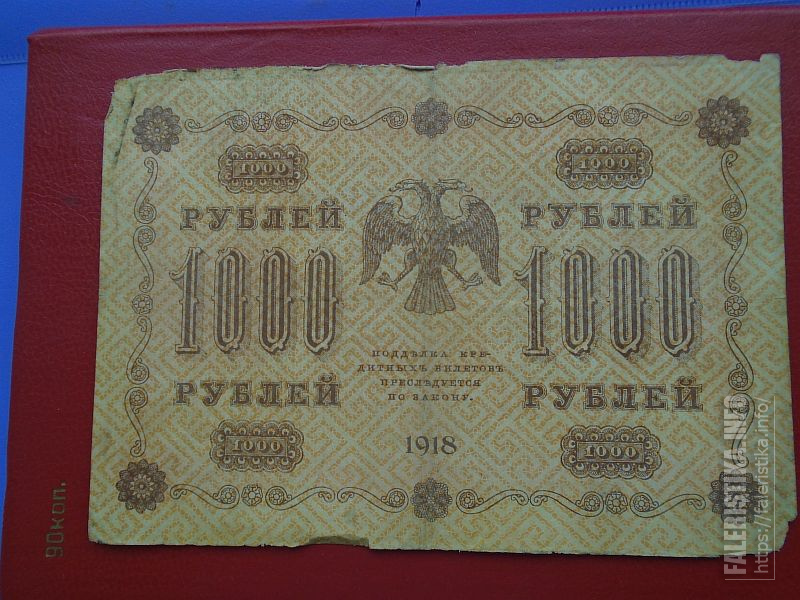 1000 1000
РУБЛЕЙ РУБЛЕЙ
1000 1000
ПОДДѢЛКА КРЕ-
ДИТНЫХЪ БИЛЕТОВЪ
ПРЕСЛѢДУЕТСЯ
ПО ЗАКОНУ.
РУБЛЕЙ РУБЛЕЙ
1000 1918 1000
90коп.
FALERISTIKA.INFO
https://faleristika.info/